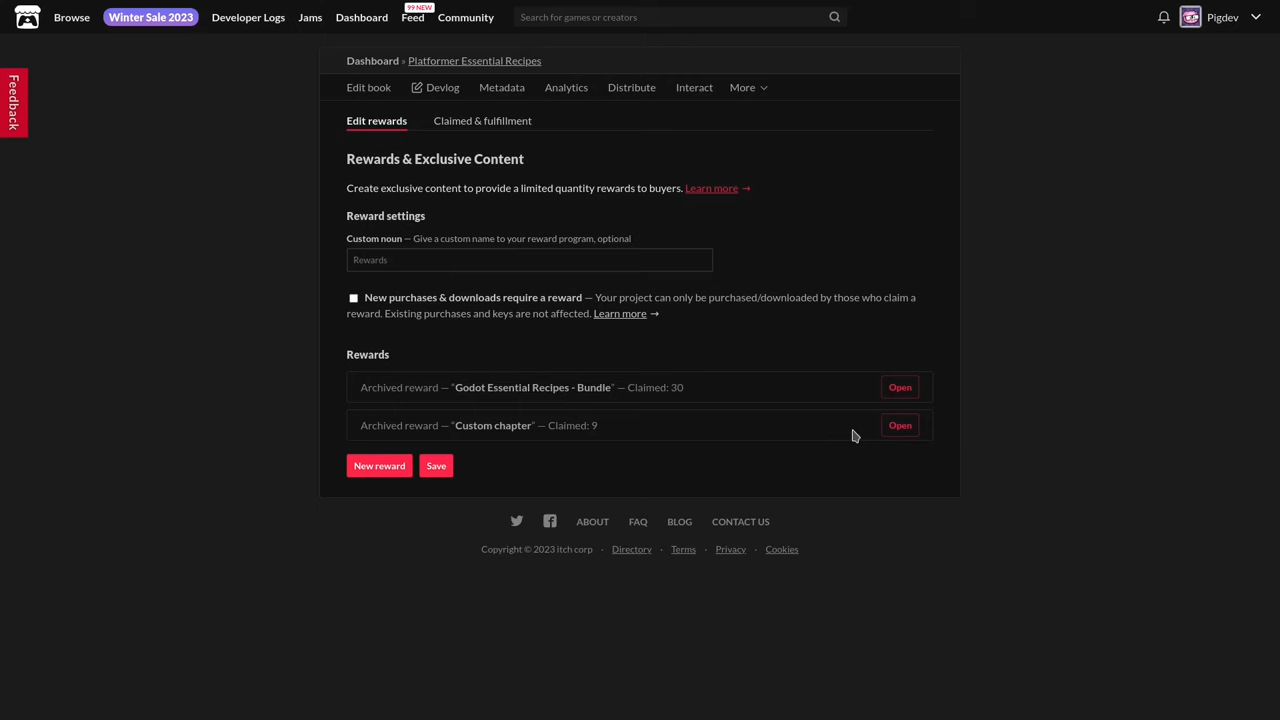 Browse Winter Sale 2023 Developer Logs Jams Dashboard Feed 99 NEW Community Search for games or creators Pigdev
Feedback
Dashboard » Platformer Essential Recipes
Edit book Devlog Metadata Analytics Distribute Interact More
Edit rewards Claimed & fulfillment
Rewards & Exclusive Content
Create exclusive content to provide a limited quantity rewards to buyers. Learn more →
Reward settings
Custom noun — Give a custom name to your reward program, optional
Rewards
New purchases & downloads require a reward — Your project can only be purchased/downloaded by those who claim a
reward. Existing purchases and keys are not affected. Learn more →
Rewards
Archived reward — “Godot Essential Recipes - Bundle” — Claimed: 30 Open
Archived reward — “Custom chapter” — Claimed: 9 Open
New reward Save
ABOUT FAQ BLOG CONTACT US
Copyright © 2023 itch corp · Directory · Terms · Privacy · Cookies